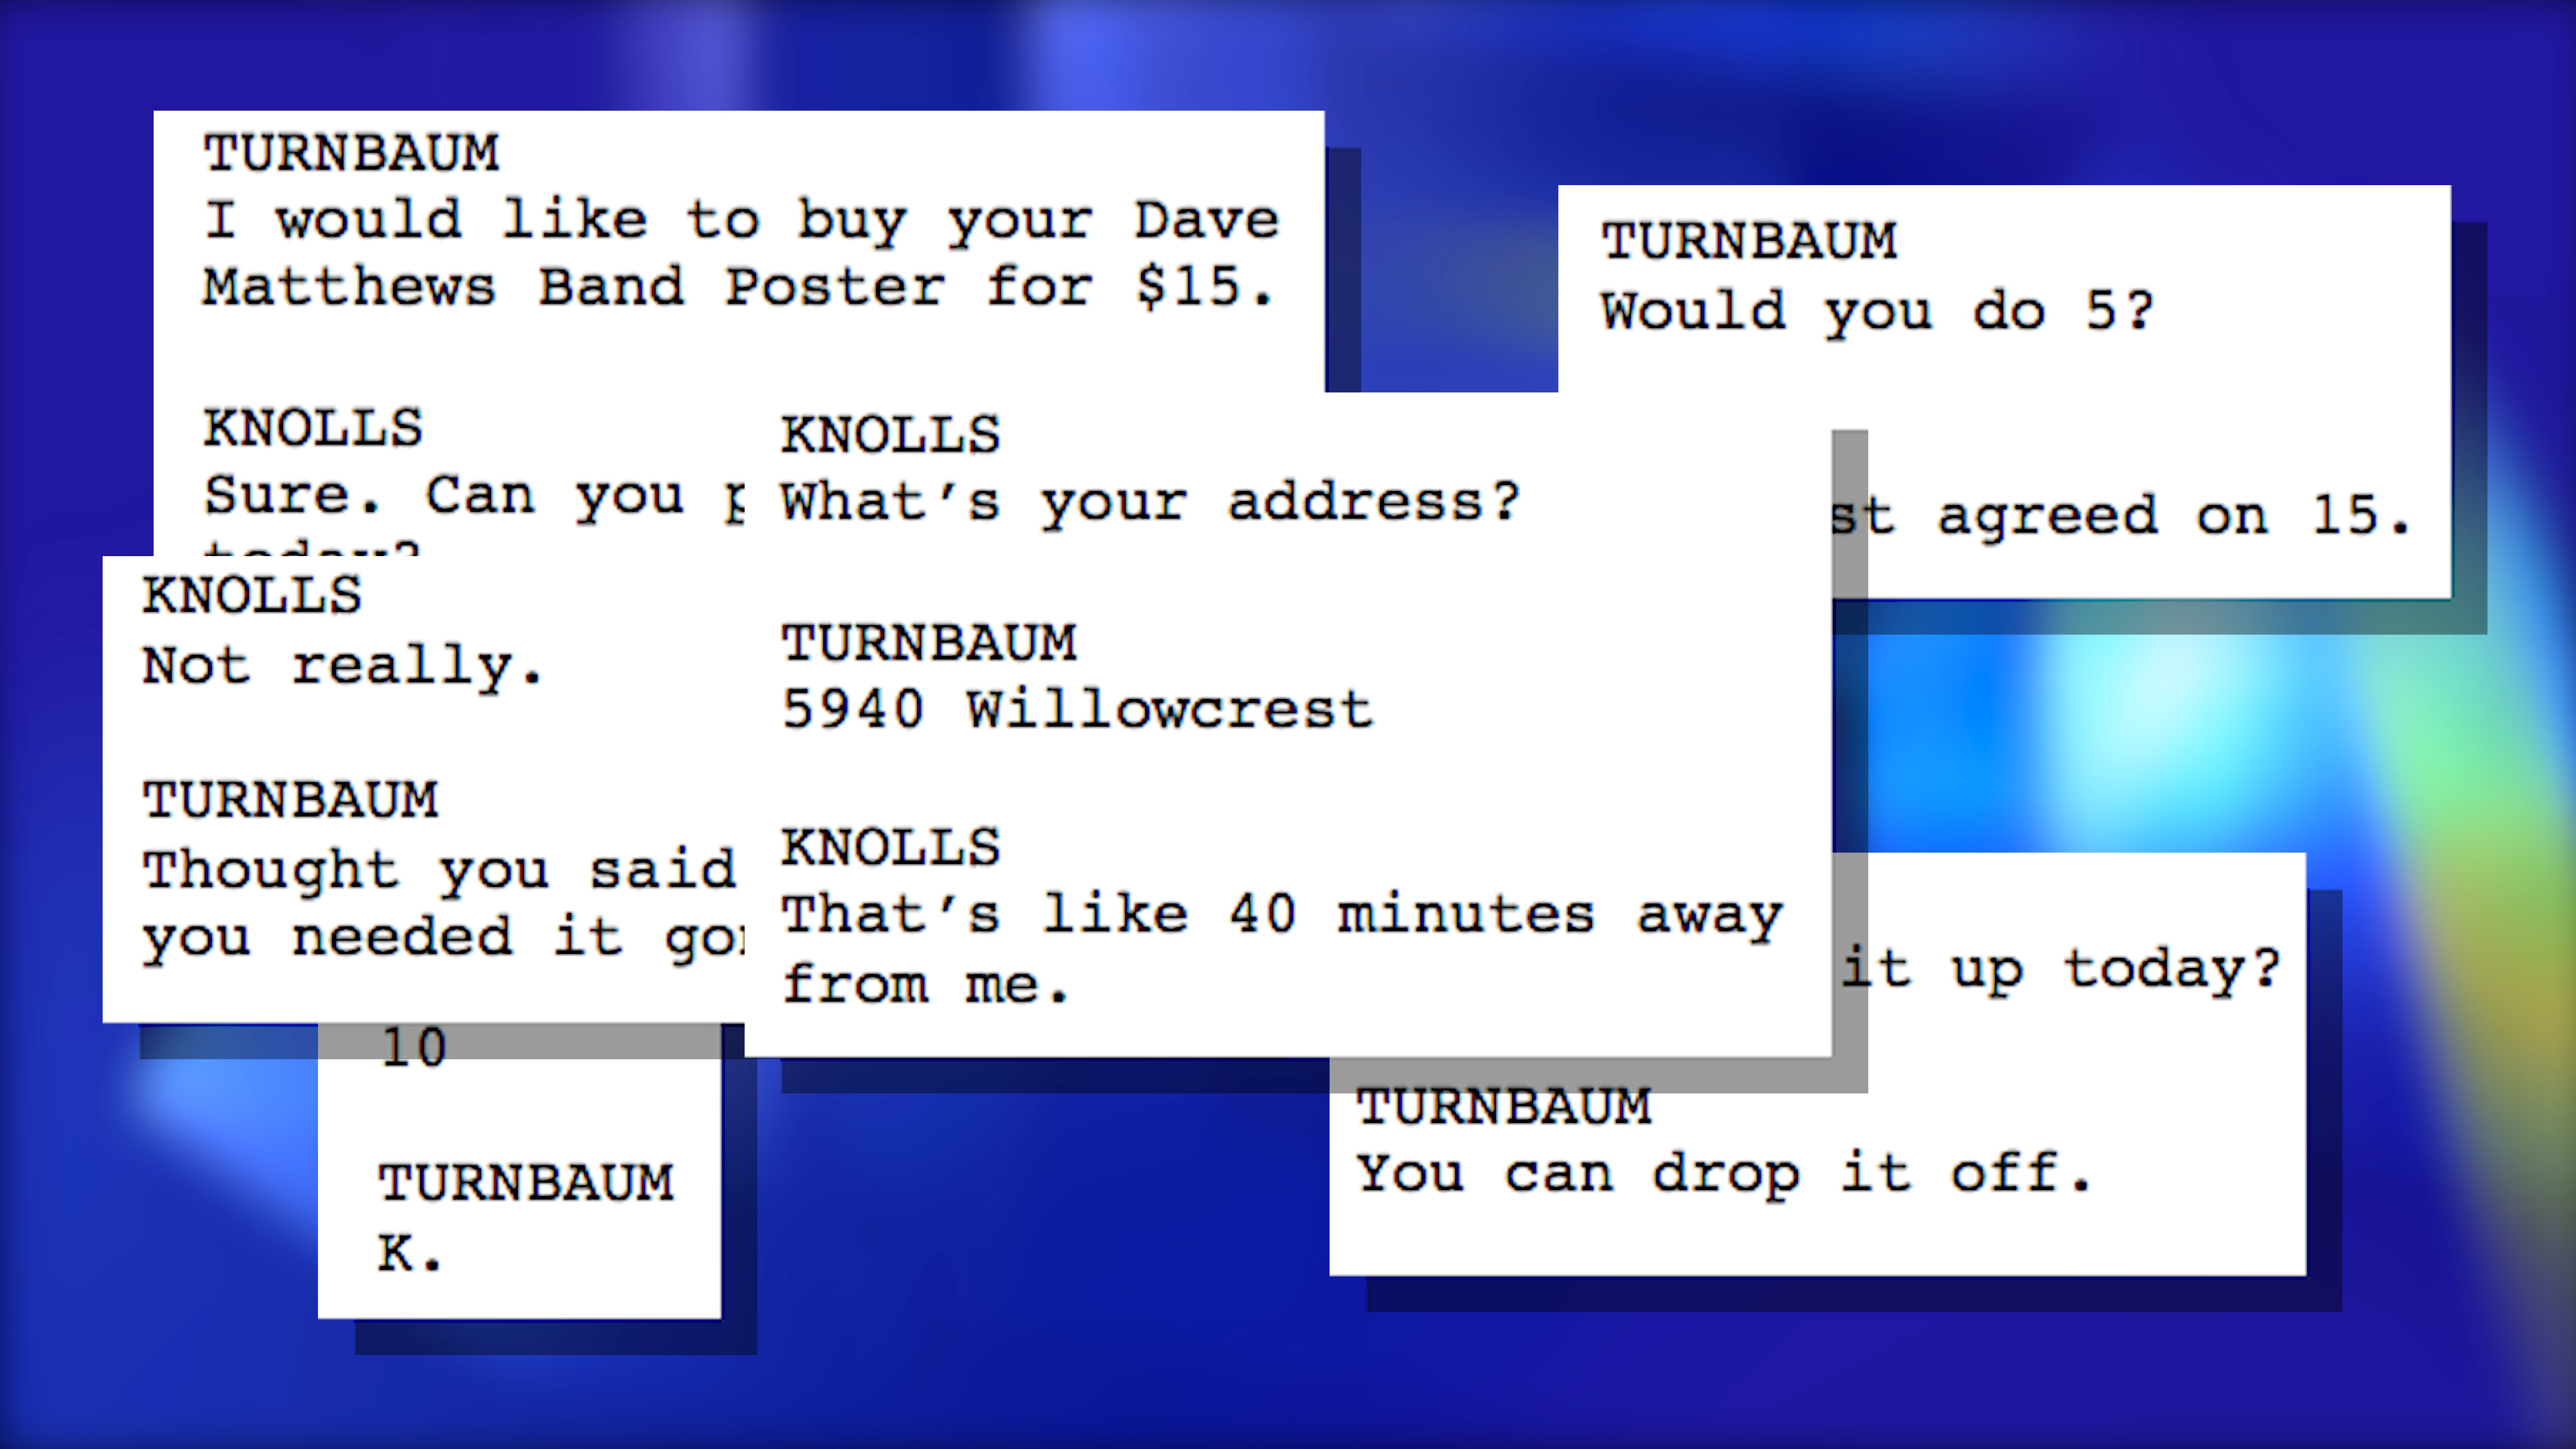 TURNBAUM
I would like to buy your Dave
Matthews Band Poster for $15.
KNOLLS
Sure. Can you
today?
TURNBAUM
Would you do 5?
agreed on 15.
KNOLLS
Not really.
TURNBAUM
Thought you said
you needed it
KNOLLS
What’s your address?
TURNBAUM
5940 Willowcrest
KNOLLS
That’s like 40 minutes away
from me.
10
TURNBAUM
K.
it up today?
TURNBAUM
You can drop it off.